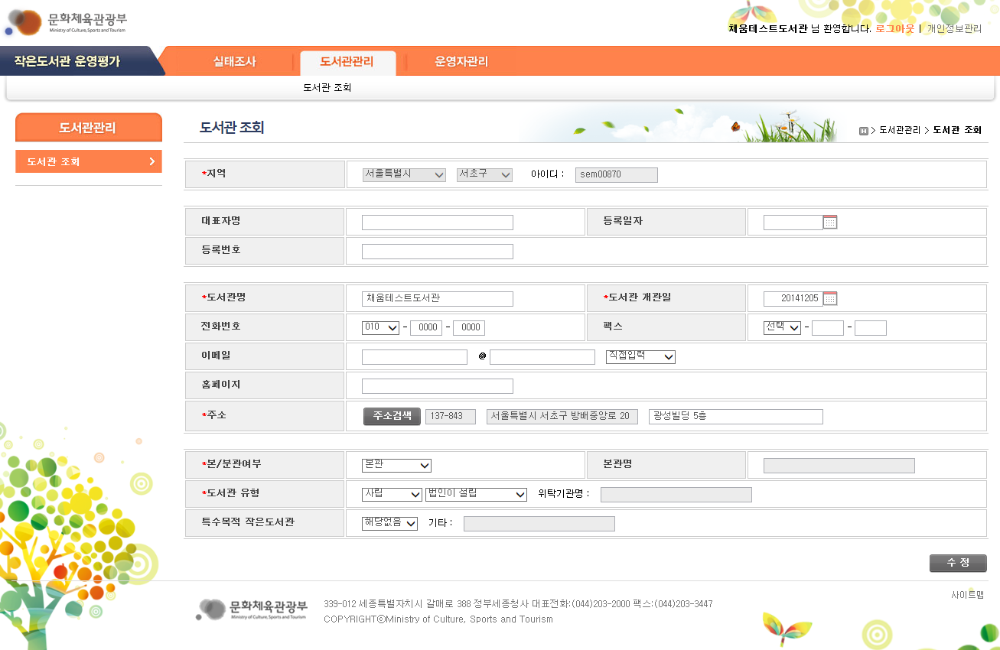 문화체육관광부
Ministry of Culture, Sports and Tourism
채움테스트도서관 님 환영합니다. 로그아웃 | 개인정보관리
작은도서관 운영평가 실태조사 도서관관리 운영자관리
도서관 조회
도서관관리
도서관 조회
도서관 조회
H > 도서관관리 > 도서관 조회
*지역 서울특별시 서초구 아이디 : sem00870
대표자명 등록일자
등록번호
*도서관명 채움테스트도서관 *도서관 개관일 20141205
전화번호 010 - 0000 - 0000 팩스 선택 - -
이메일 @ 직접입력
홈페이지
*주소 주소검색 137-843 서울특별시 서초구 방배중앙로 20 광성빌딩 5층
*본/분관여부 본관 본관명
*도서관 유형 사립 법인이 설립 위탁기관명 :
특수목적 작은도서관 해당없음 기타 :
수 정
사이트맵
문화체육관광부
Ministry of Culture, Sports and Tourism
339-012 세종특별자치시 갈매로 388 정부세종청사 대표전화:(044)203-2000 팩스:(044)203-3447
COPYRIGHTⓒMinistry of Culture, Sports and Tourism